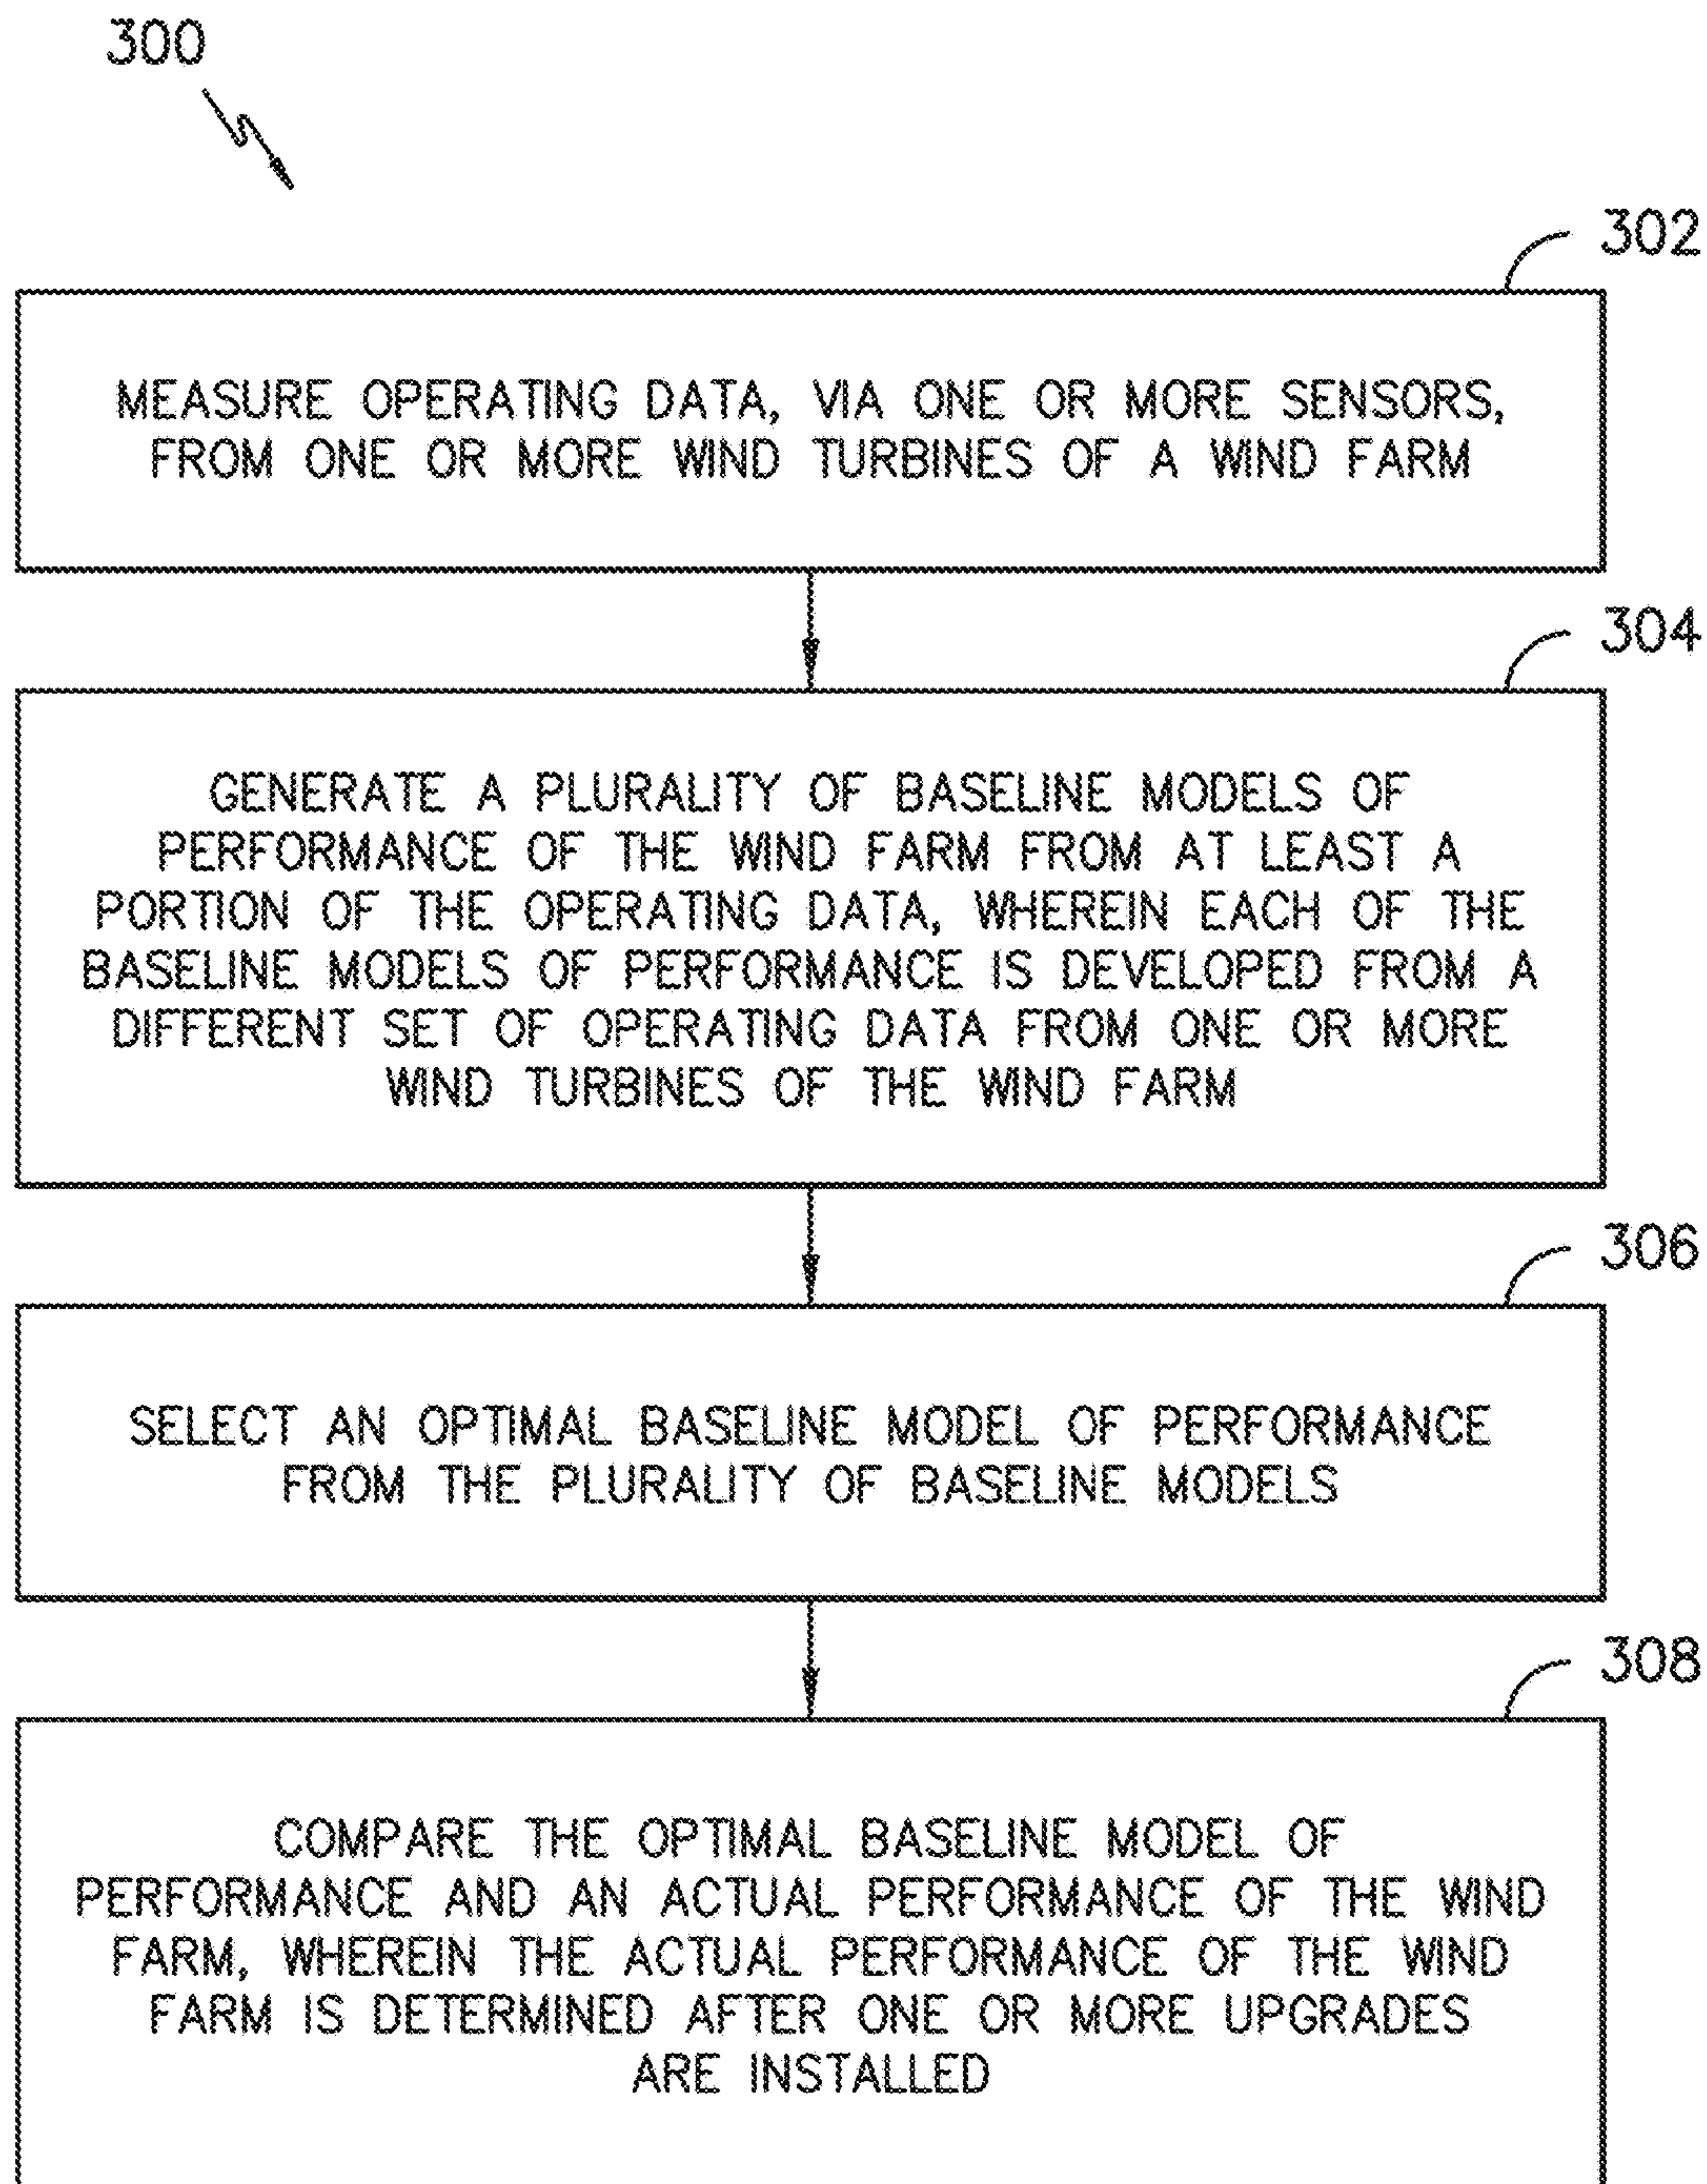 300
302
MEASURE OPERATING DATA, VIA ONE OR MORE SENSORS,
FROM ONE OR MORE WIND TURBINES OF A WIND FARM
304
GENERATE A PLURALITY OF BASELINE MODELS OF
PERFORMANCE OF THE WIND FARM FROM AT LEAST A
PORTION OF THE OPERATING DATA, WHEREIN EACH OF THE
BASELINE MODELS OF PERFORMANCE IS DEVELOPED FROM A
DIFFERENT SET OF OPERATING DATA FROM ONE OR MORE
WIND TURBINES OF THE WIND FARM
306
SELECT AN OPTIMAL BASELINE MODEL OF PERFORMANCE
FROM THE PLURALITY OF BASELINE MODELS
308
COMPARE THE OPTIMAL BASELINE MODEL OF
PERFORMANCE AND AN ACTUAL PERFORMANCE OF THE WIND
FARM, WHEREIN THE ACTUAL PERFORMANCE OF THE WIND
FARM IS DETERMINED AFTER ONE OR MORE UPGRADES
ARE INSTALLED